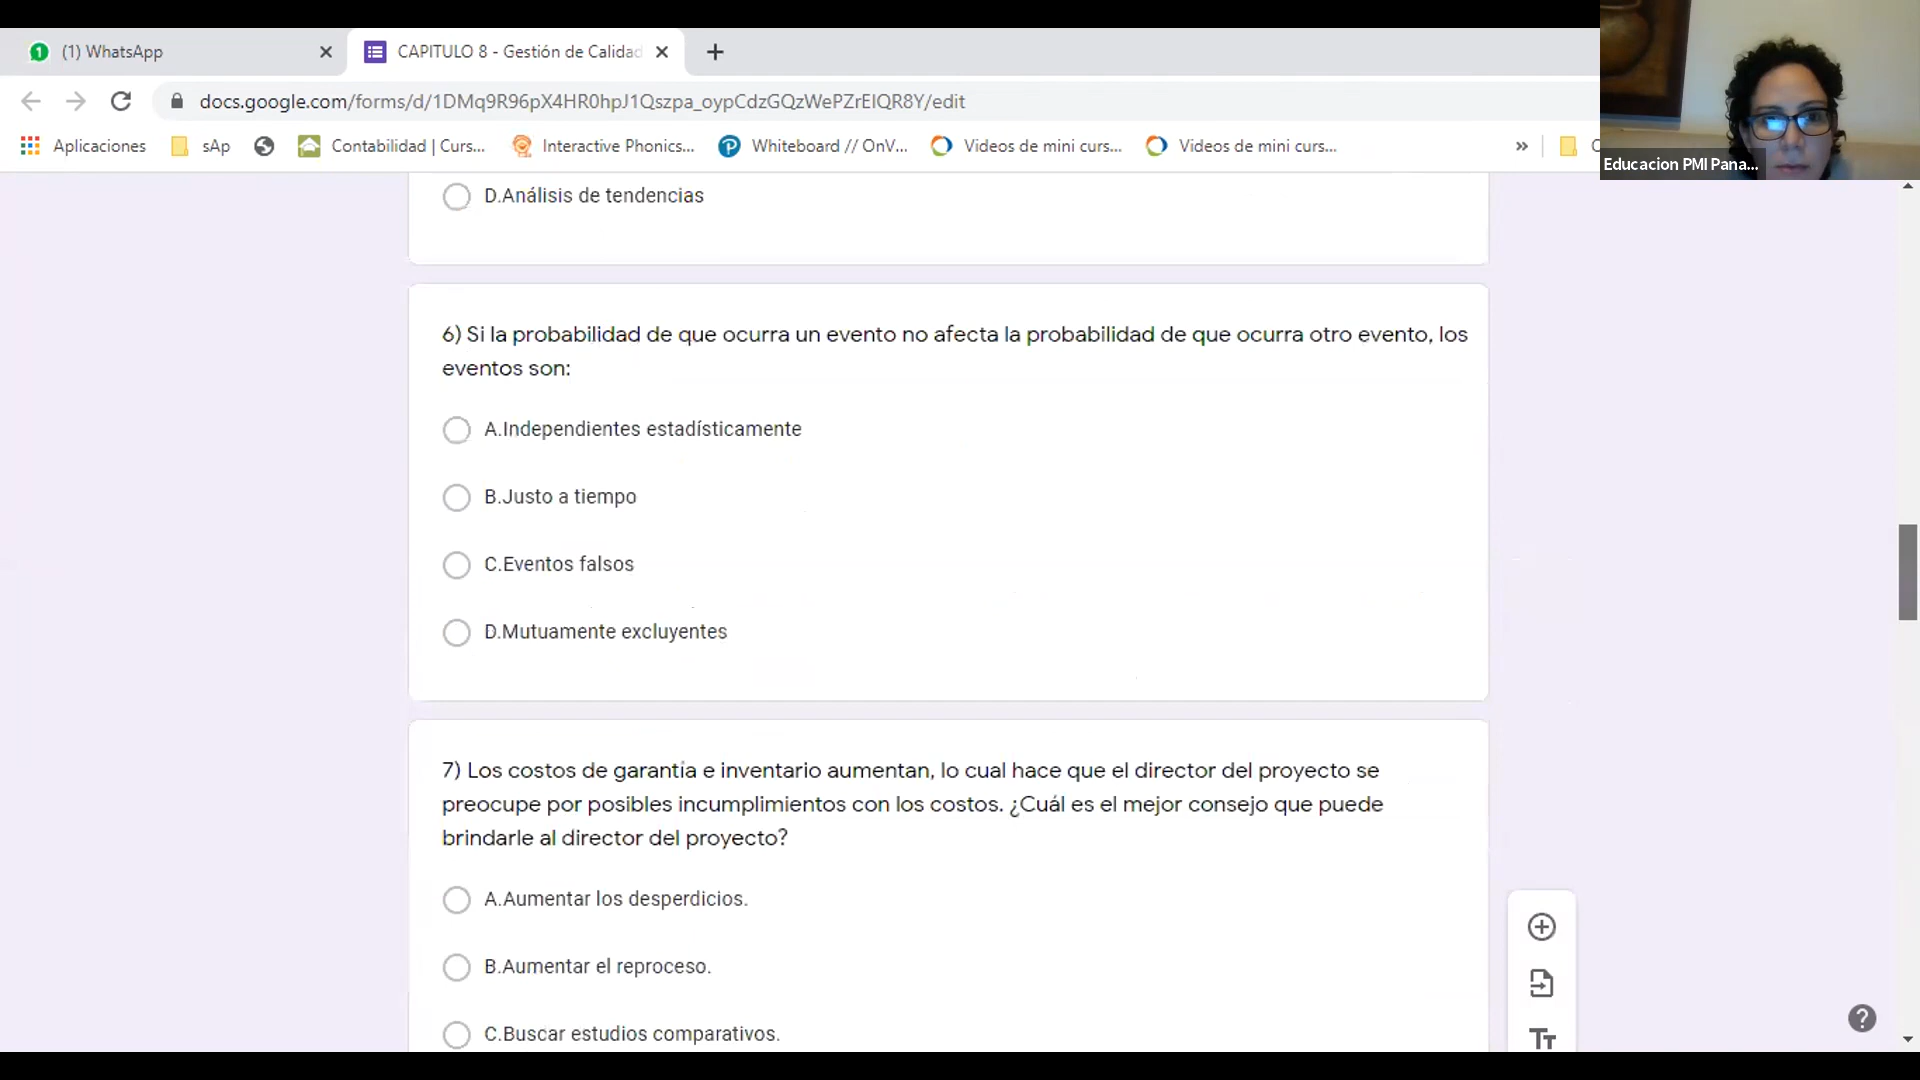 (1) WhatsApp
CAPITULO 8 - Gestión de Calidad
docs.google.com/forms/d/1DMq9R96pX4HR0hpJ1Qszpa_oypCdzGQzWePZrEIQR8Y/edit
Aplicaciones
sAp
Contabilidad | Curs...
Interactive Phonics...
Whiteboard // OnV...
Videos de mini curs...
Videos de mini curs...
»
Educacion PMI Pana...
D.Análisis de tendencias
6) Si la probabilidad de que ocurra un evento no afecta la probabilidad de que ocurra otro evento, los
eventos son:
A.Independientes estadísticamente
B.Justo a tiempo
C.Eventos falsos
D.Mutuamente excluyentes
7) Los costos de garantía e inventario aumentan, lo cual hace que el director del proyecto se
preocupe por posibles incumplimientos con los costos. ¿Cuál es el mejor consejo que puede
brindarle al director del proyecto?
A.Aumentar los desperdicios.
B.Aumentar el reproceso.
C.Buscar estudios comparativos.